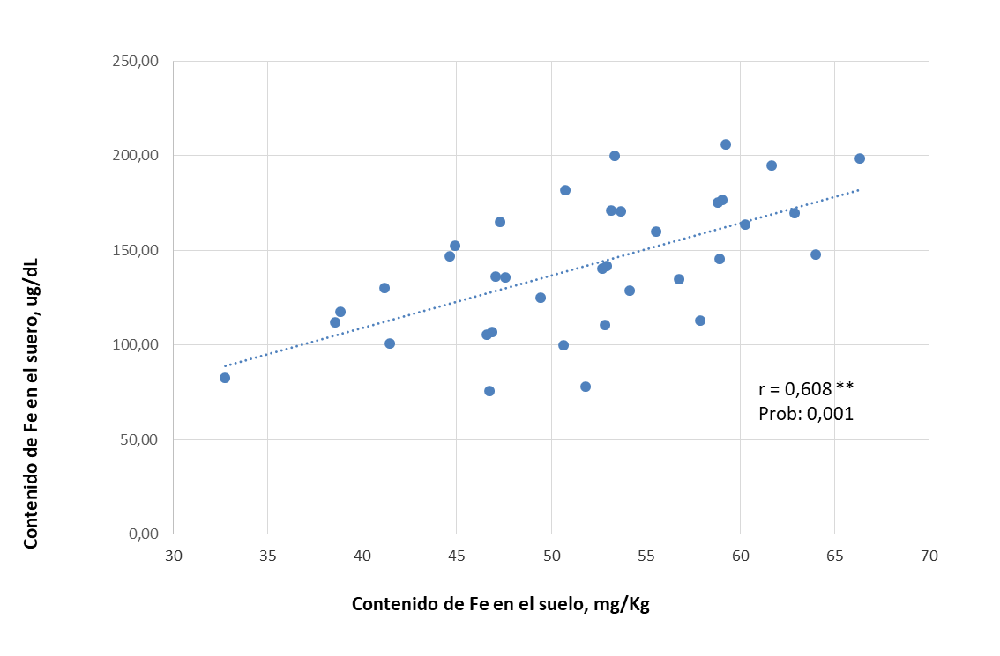 250,00
200,00
150,00
100,00
50,00
0,00
30 35 40 45 50 55 60 65 70
Contenido de Fe en el suero, ug/dL
Contenido de Fe en el suelo, mg/Kg
r = 0,608 **
Prob: 0,001